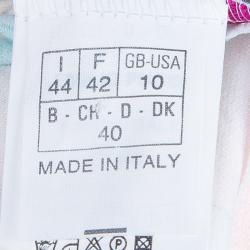 I F GB-USA
44 42 10
B - CH - D - DK
40
MADE IN ITALY